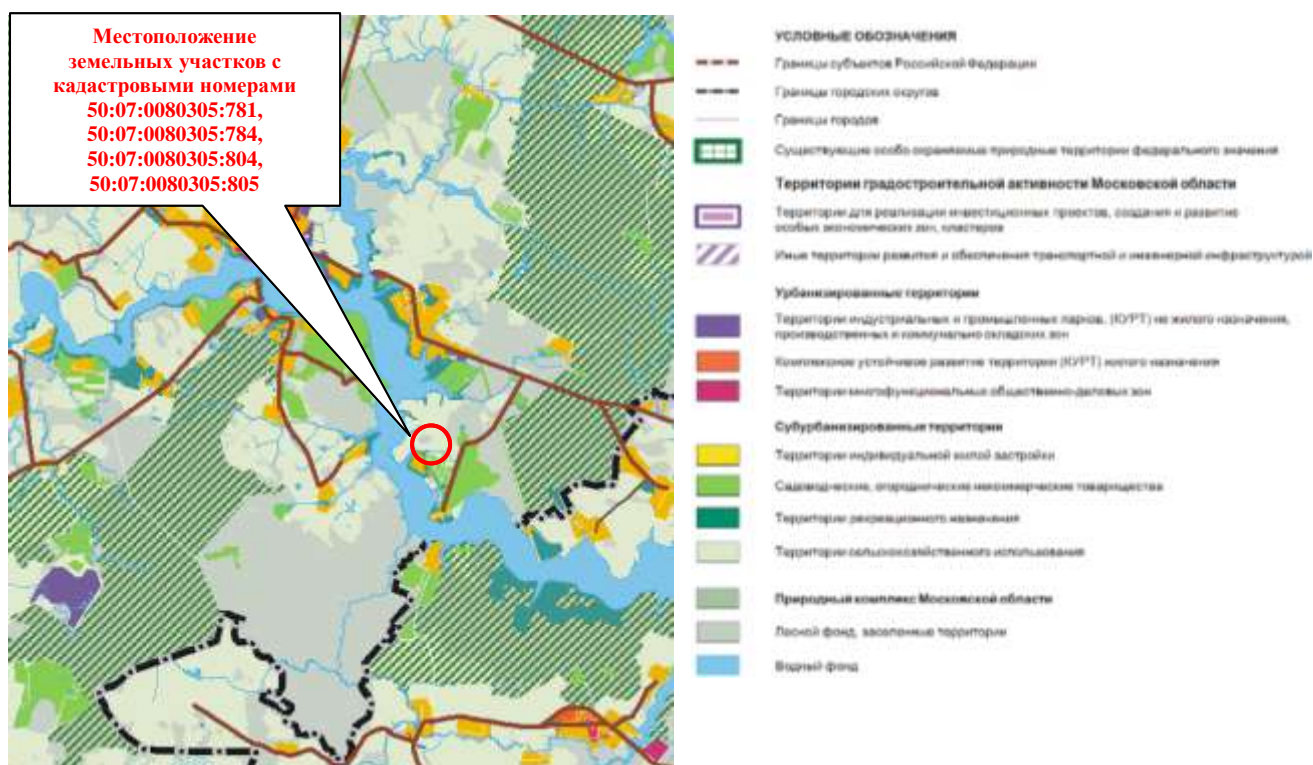 Местоположение
земельных участков с
кадастровыми номерами
50:07:0080305:781,
50:07:0080305:784,
50:07:0080305:804,
50:07:0080305:805
УСЛОВНЫЕ ОБОЗНАЧЕНИЯ
Границы субъектов Российской Федерации
Границы городских округов
Границы городов
Существующие особо охраняемые природные территории федерального значения
Территории градостроительной активности Московской области
Территории для реализации инвестиционных проектов, создания и развитие
особых экономических зон, кластеров
Иные территории развития и обеспечения транспортной и инженерной инфраструктурой
Урбанизированные территории
Территории индустриальных и промышленных парков, (КУРТ) не жилого назначения,
производственных и коммунально складских зон
Комплексное устойчивое развитие территории (КУРТ) жилого назначения
Территории многофункциональных общественно-деловых зон
Субурбанизированные территории
Территории индивидуальной жилой застройки
Садоводческие, огороднические некоммерческие товарищества
Территории рекреационного назначения
Территории сельскохозяйственного использования
Природный комплекс Московской области
Лесной фонд, заселенные территории
Водный фонд